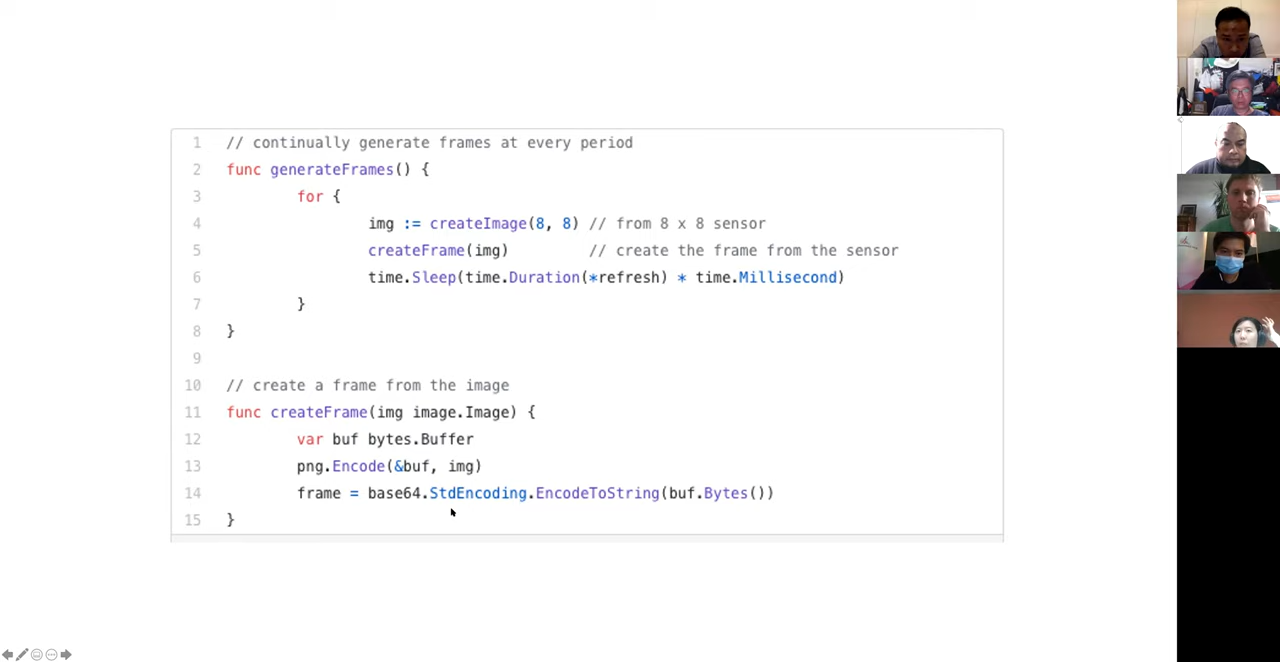 1 // continually generate frames at every period
2 func generateFrames() {
3 for {
4 img := createImage(8, 8) // from 8 x 8 sensor
5 createFrame(img) // create the frame from the sensor
6 time.Sleep(time.Duration(*refresh) * time.Millisecond)
7 }
8 }
9
10 // create a frame from the image
11 func createFrame(img image.Image) {
12 var buf bytes.Buffer
13 png.Encode(&buf, img)
14 frame = base64.StdEncoding.EncodeToString(buf.Bytes())
15 }